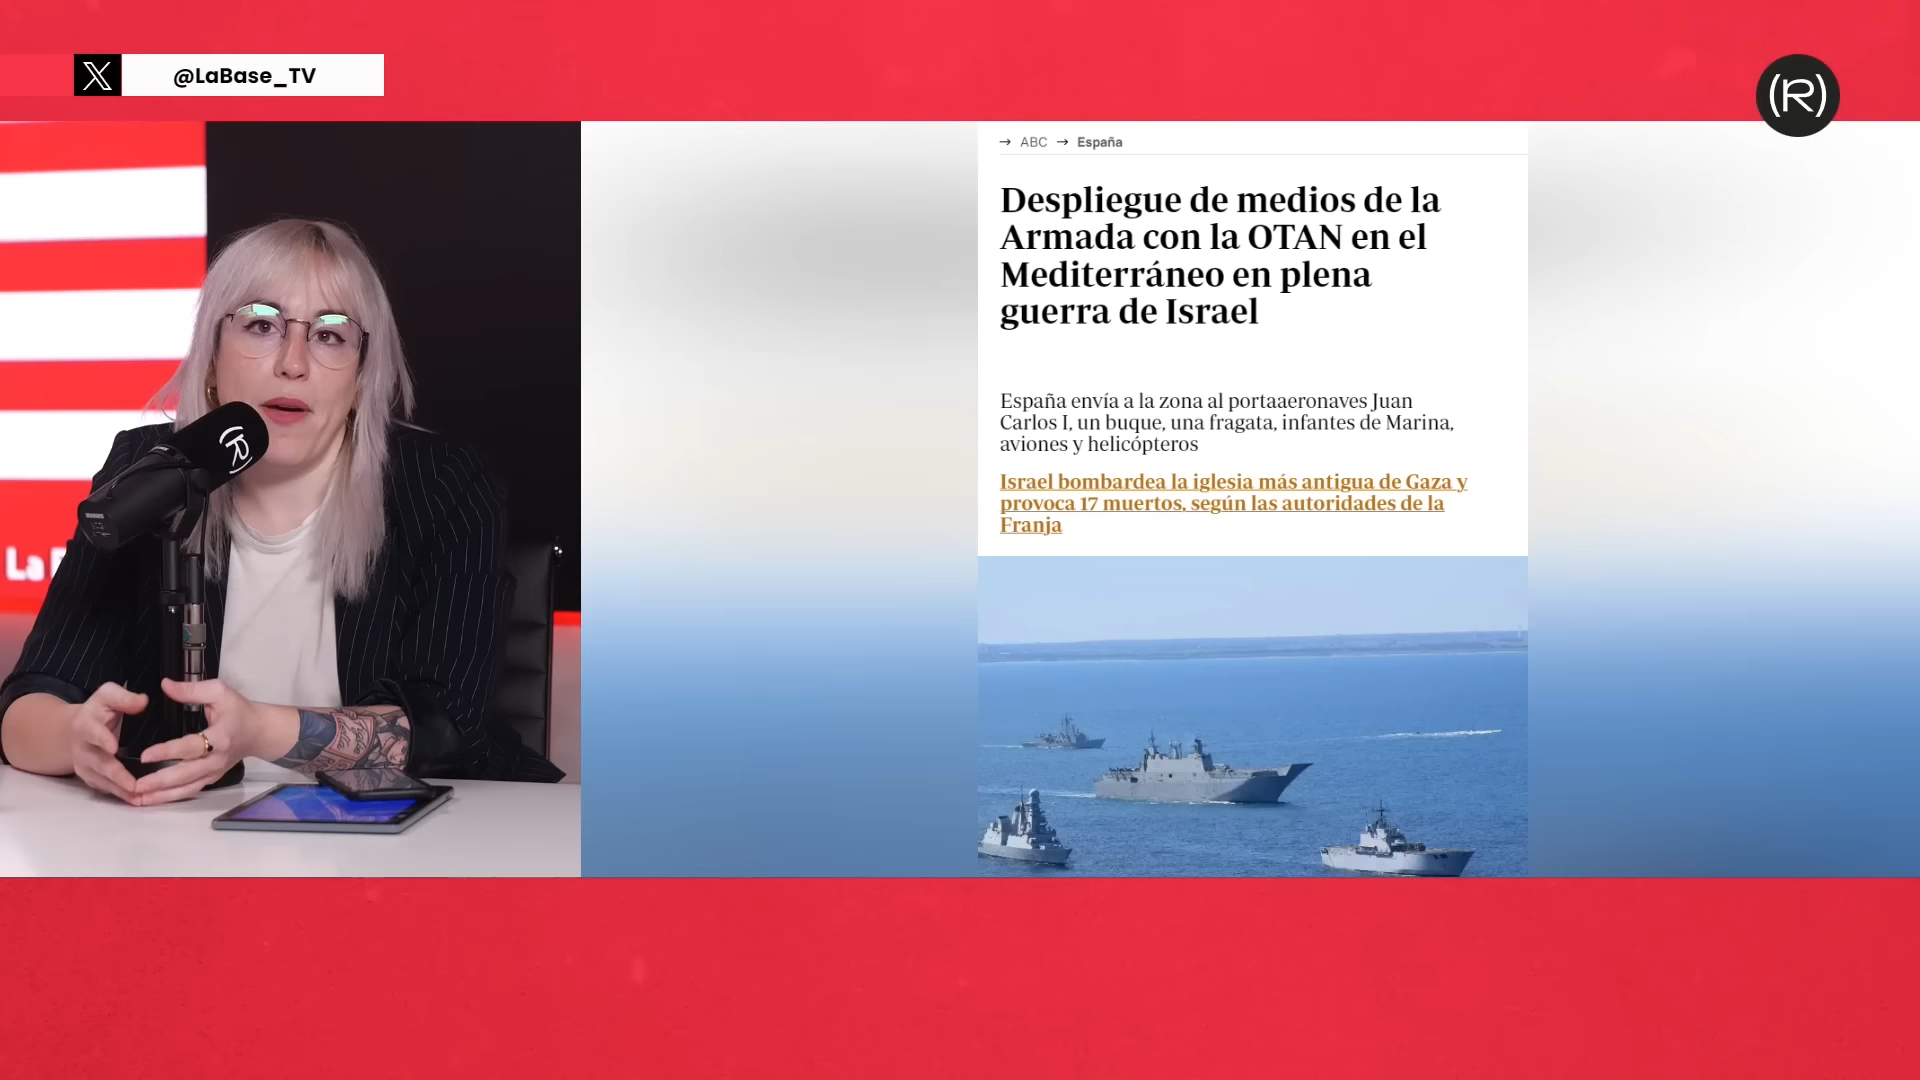 @LaBase_TV
(R)
→ ABC → España
Despliegue de medios de la
Armada con la OTAN en el
Mediterráneo en plena
guerra de Israel
España envía a la zona al portaaeronaves Juan
Carlos I, un buque, una fragata, infantes de Marina,
aviones y helicópteros
Israel bombardea la iglesia más antigua de Gaza y
provoca 17 muertos, según las autoridades de la
Franja
(R)
La